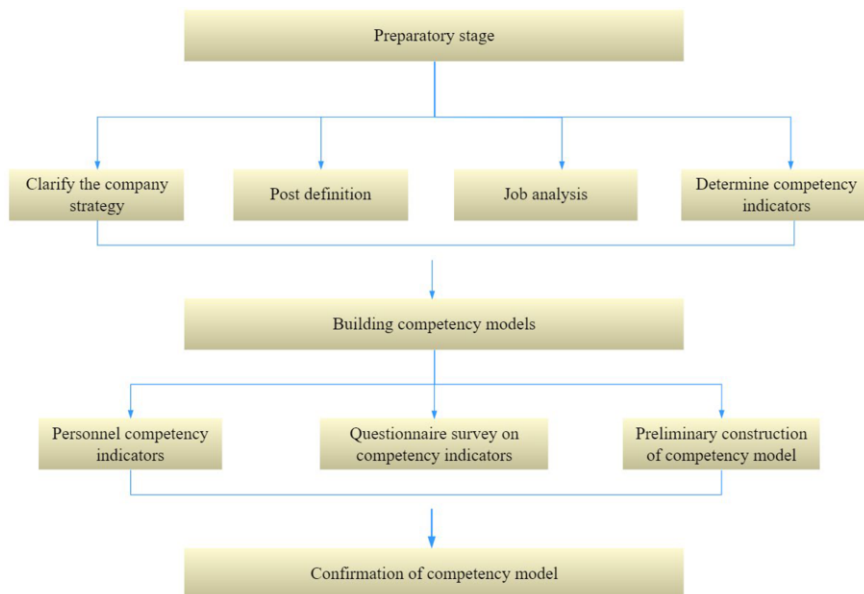 Preparatory stage
Clarify the company
strategy
Post definition
Job analysis
Determine competency
indicators
Building competency models
Personnel competency
indicators
Questionnaire survey on
competency indicators
Preliminary construction
of competency model
Confirmation of competency model